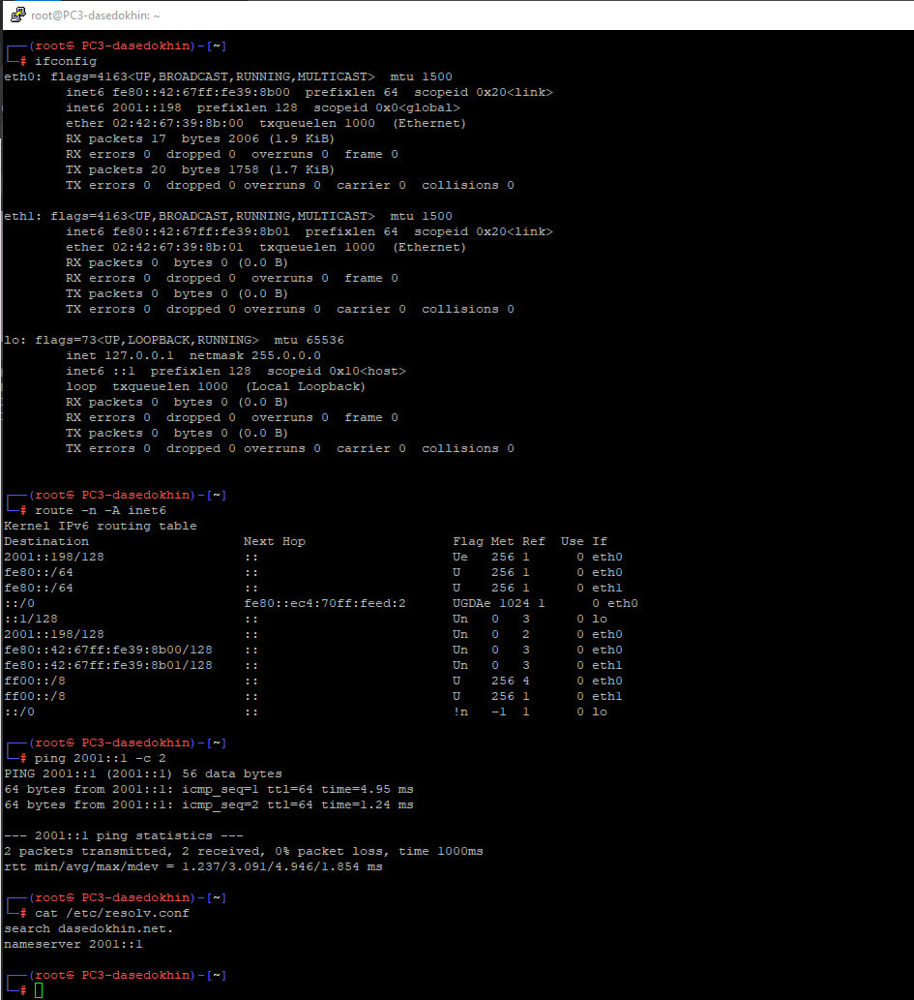 root@PC3-dasedokhin: ~
┌──(root㉿ PC3-dasedokhin)-[~]
└─# ifconfig
eth0: flags=4163<UP,BROADCAST,RUNNING,MULTICAST>  mtu 1500
        inet6 fe80::42:67ff:fe39:8b00  prefixlen 64  scopeid 0x20<link>
        inet6 2001::198  prefixlen 128  scopeid 0x0<global>
        ether 02:42:67:39:8b:00  txqueuelen 1000  (Ethernet)
        RX packets 17  bytes 2006 (1.9 KiB)
        RX errors 0  dropped 0  overruns 0  frame 0
        TX packets 20  bytes 1758 (1.7 KiB)
        TX errors 0  dropped 0 overruns 0  carrier 0  collisions 0

eth1: flags=4163<UP,BROADCAST,RUNNING,MULTICAST>  mtu 1500
        inet6 fe80::42:67ff:fe39:8b01  prefixlen 64  scopeid 0x20<link>
        ether 02:42:67:39:8b:01  txqueuelen 1000  (Ethernet)
        RX packets 0  bytes 0 (0.0 B)
        RX errors 0  dropped 0  overruns 0  frame 0
        TX packets 0  bytes 0 (0.0 B)
        TX errors 0  dropped 0 overruns 0  carrier 0  collisions 0

lo: flags=73<UP,LOOPBACK,RUNNING>  mtu 65536
        inet 127.0.0.1  netmask 255.0.0.0
        inet6 ::1  prefixlen 128  scopeid 0x10<host>
        loop  txqueuelen 1000  (Local Loopback)
        RX packets 0  bytes 0 (0.0 B)
        RX errors 0  dropped 0  overruns 0  frame 0
        TX packets 0  bytes 0 (0.0 B)
        TX errors 0  dropped 0 overruns 0  carrier 0  collisions 0

┌──(root㉿ PC3-dasedokhin)-[~]
└─# route -n -A inet6
Kernel IPv6 routing table
Destination                    Next Hop                   Flag Met Ref  Use If
2001::198/128                  ::                         Ue   256 1      0 eth0
fe80::/64                      ::                         U    256 1      0 eth0
fe80::/64                      ::                         U    256 1      0 eth1
::/0                           fe80::ec4:70ff:feed:2      UGDAe 1024 1      0 eth0
::1/128                        ::                         Un   0   3      0 lo
2001::198/128                  ::                         Un   0   2      0 eth0
fe80::42:67ff:fe39:8b00/128    ::                         Un   0   3      0 eth0
fe80::42:67ff:fe39:8b01/128    ::                         Un   0   3      0 eth1
ff00::/8                       ::                         U    256 4      0 eth0
ff00::/8                       ::                         U    256 1      0 eth1
::/0                           ::                         !n   -1  1      0 lo

┌──(root㉿ PC3-dasedokhin)-[~]
└─# ping 2001::1 -c 2
PING 2001::1 (2001::1) 56 data bytes
64 bytes from 2001::1: icmp_seq=1 ttl=64 time=4.95 ms
64 bytes from 2001::1: icmp_seq=2 ttl=64 time=1.24 ms

--- 2001::1 ping statistics ---
2 packets transmitted, 2 received, 0% packet loss, time 1000ms
rtt min/avg/max/mdev = 1.237/3.091/4.946/1.854 ms

┌──(root㉿ PC3-dasedokhin)-[~]
└─# cat /etc/resolv.conf
search dasedokhin.net.
nameserver 2001::1

┌──(root㉿ PC3-dasedokhin)-[~]
└─#